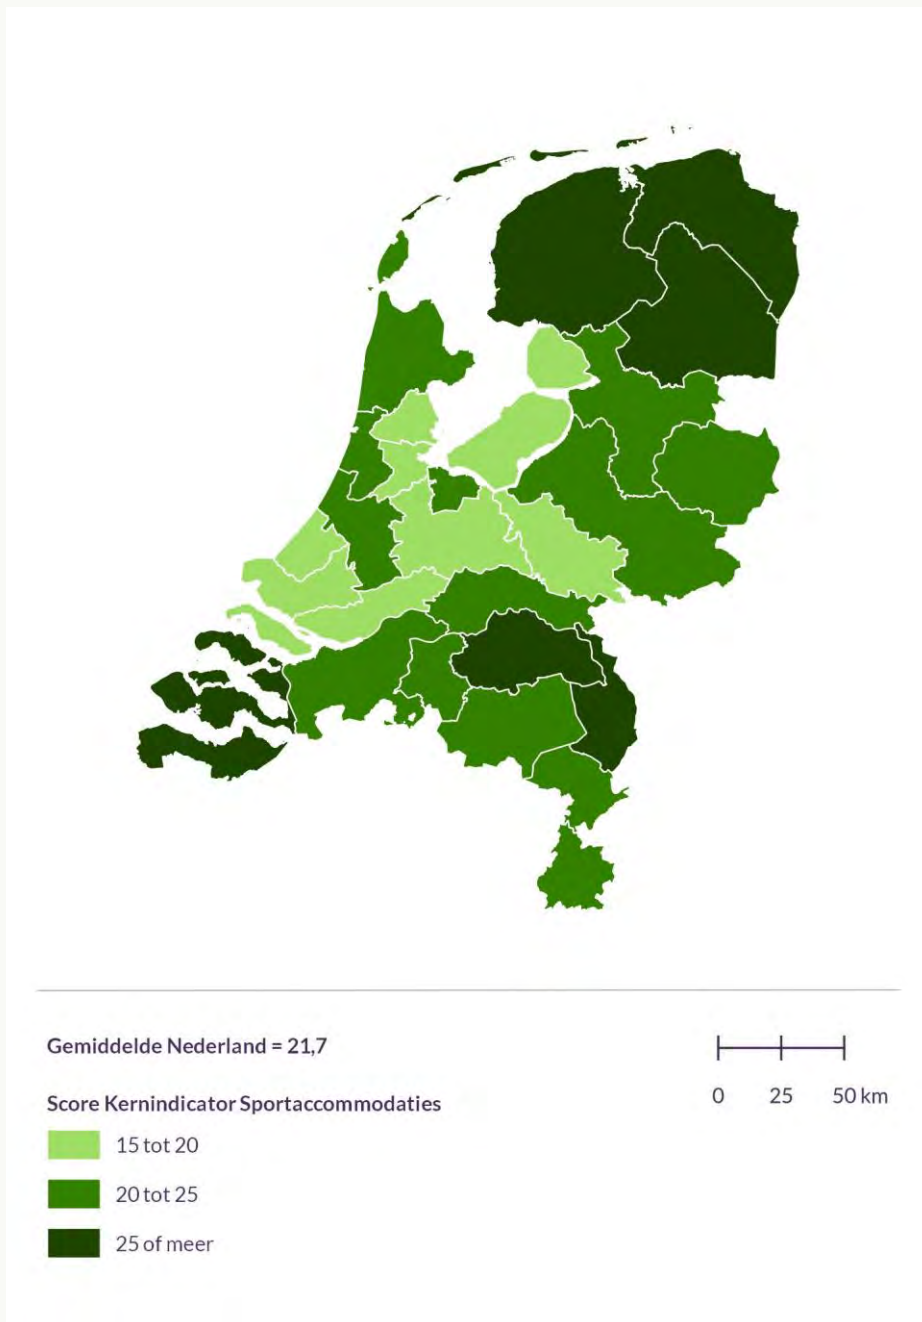 Gemiddelde Nederland = 21,7
Score Kernindicator Sportaccommodaties
15 tot 20
20 tot 25
25 of meer
0 25 50 km